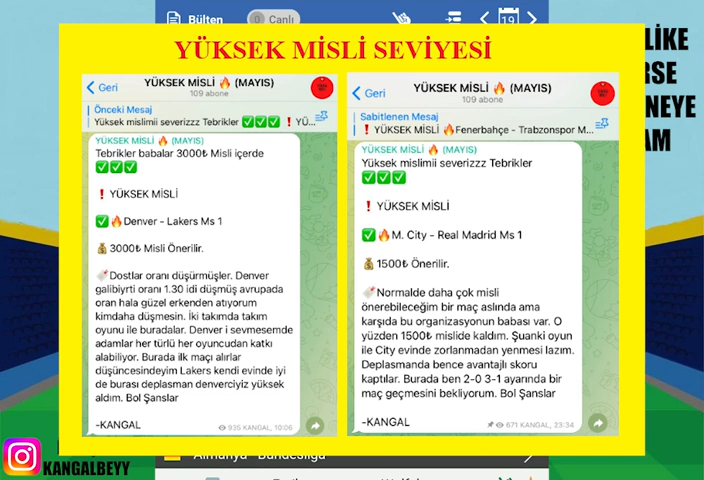 Bülten
0 Canlı
19
LİKE
RSE
NEYE
AM
YÜKSEK MİSLİ SEVİYESİ
Geri
YÜKSEK MİSLİ 🔥 (MAYIS)
109 abone
Önceki Mesaj
Yüksek mislimii severizzz Tebrikler ✅✅✅ ❗ YÜ...
YÜKSEK MİSLİ 🔥 (MAYIS)
Tebrikler babalar 3000₺ Misli içerde
✅✅✅
❗ YÜKSEK MİSLİ
✅🔥Denver - Lakers Ms 1
💰3000₺ Misli Önerilir.
Dostlar oranı düşürmüşler. Denver
galibiyrti oranı 1.30 idi düşmüş avrupada
oran hala güzel erkenden atıyorum
kimdaha düşmesin. İki takımda takım
oyunu ile buradalar. Denver i sevmesemde
adamlar her türlü her oyuncudan katkı
alabiliyor. Burada ilk maçı alırlar
düşüncesindeyim Lakers kendi evinde iyi
de burası deplasman denverciyiz yüksek
aldım. Bol Şanslar
-KANGAL
935 KANGAL, 10:06
Geri
YÜKSEK MİSLİ 🔥 (MAYIS)
109 abone
Sabitlenen Mesaj
❗ YÜKSEK MİSLİ 🔥Fenerbahçe - Trabzonspor M...
YÜKSEK MİSLİ 🔥 (MAYIS)
Yüksek mislimii severizzz Tebrikler
✅✅✅
❗ YÜKSEK MİSLİ
✅🔥M. City - Real Madrid Ms 1
💰1500₺ Önerilir.
Normalde daha çok misli
önerebileceğim bir maç aslında ama
karşıda bu organizasyonun babası var. O
yüzden 1500₺ mislide kaldım. Şuanki oyun
ile City evinde zorlanmadan yenmesi lazım.
Deplasmanda bence avantajlı skoru
kaptılar. Burada ben 2-0 3-1 ayarında bir
maç geçmesini bekliyorum. Bol Şanslar
-KANGAL
671 KANGAL, 23:34
KANGALBEYY
Almanya - Bundesliga